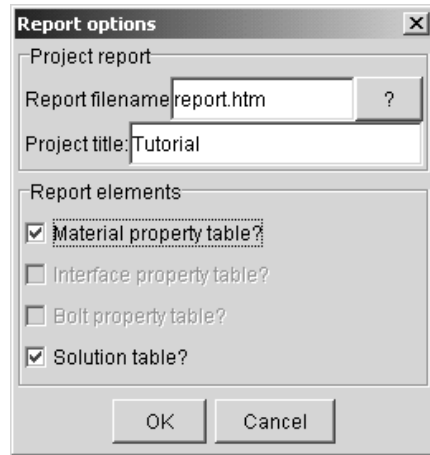 Report options
Project report
Report filename report.htm ?
Project title: Tutorial
Report elements
Material property table?
Interface property table?
Bolt property table?
Solution table?
OK Cancel